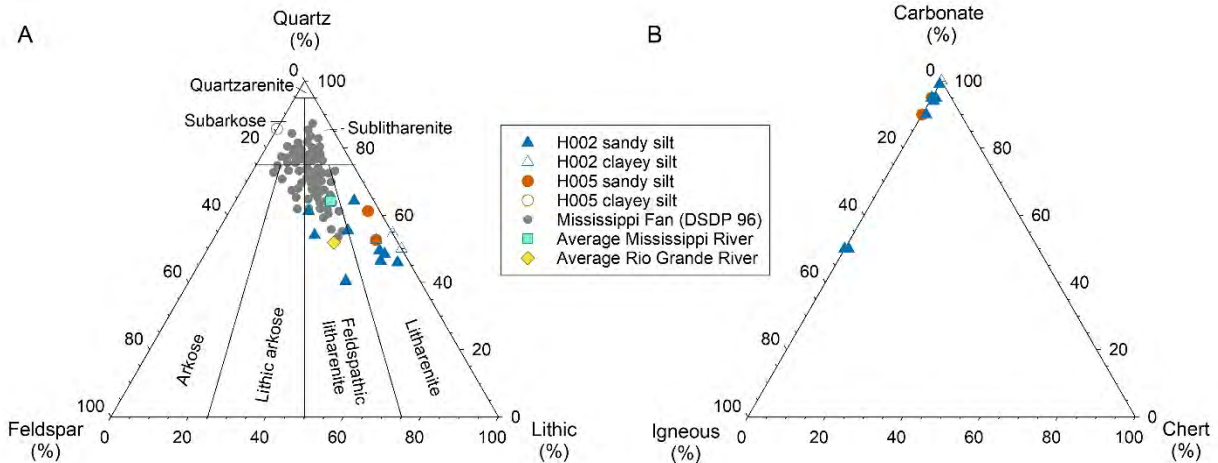 A
Quartz
(%)
0
100
Quartzarenite
Subarkose
Sublitharenite
20
80
40
60
60
40
80
20
100
0
Arkose
Lithic arkose
Feldspathic
litharenite
Litharenite
Feldspar
(%)
0
20
40
60
80
100
Lithic
(%)
H002 sandy silt
H002 clayey silt
H005 sandy silt
H005 clayey silt
Mississippi Fan (DSDP 96)
Average Mississippi River
Average Rio Grande River
B
Carbonate
(%)
0
100
20
80
40
60
60
40
80
20
100
0
Igneous
(%)
0
20
40
60
80
100
Chert
(%)